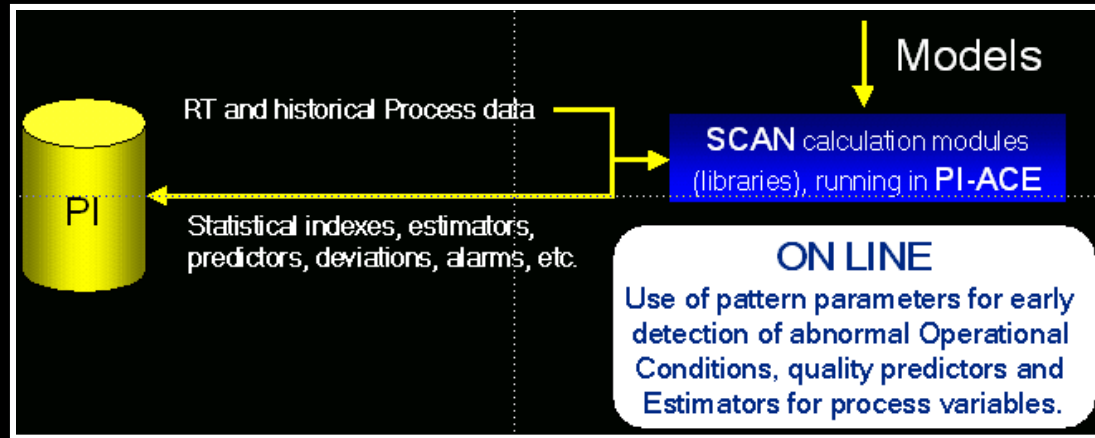 Models
RT and historical Process data
SCAN calculation modules
(libraries), running in PI-ACE
PI
Statistical indexes, estimators,
predictors, deviations, alarms, etc.
ON LINE
Use of pattern parameters for early
detection of abnormal Operational
Conditions, quality predictors and
Estimators for process variables.